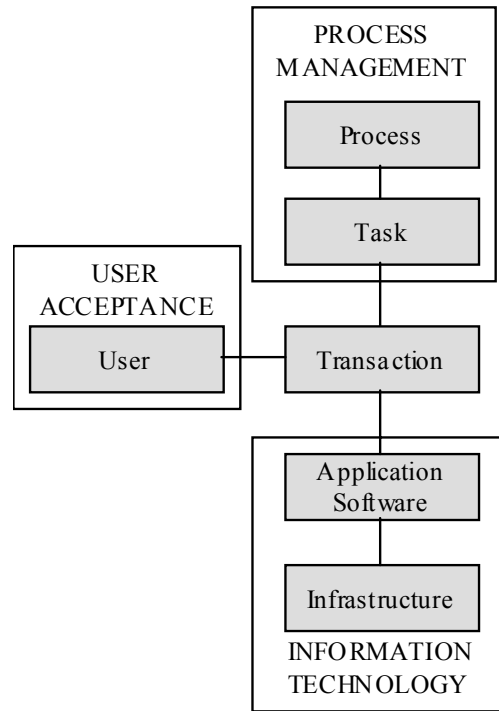 PROCESS
MANAGEMENT
Process
Task
USER
ACCEPTANCE
User
Transaction
Application
Software
Infrastructure
INFORMATION
TECHNOLOGY